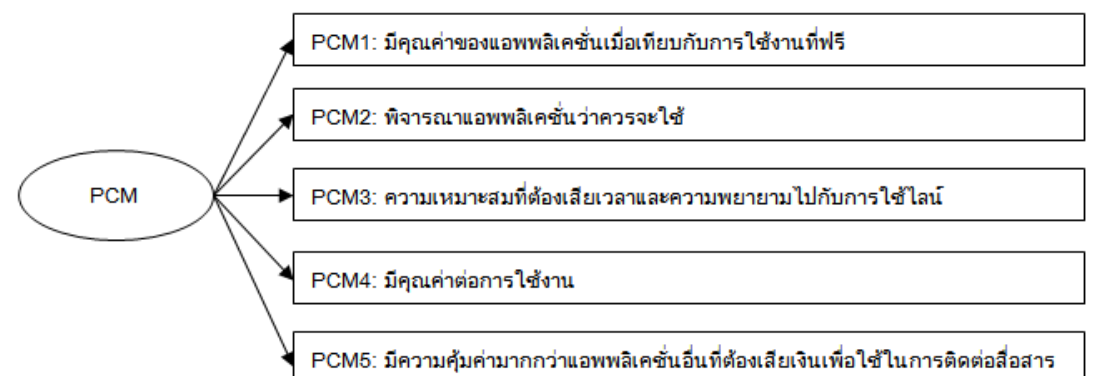 PCM1: มีคุณค่าของแอพพลิเคชั่นเมื่อเทียบกับการใช้งานที่ฟรี
PCM2: พิจารณาแอพพลิเคชั่นว่าควรจะใช้
PCM
PCM3: ความเหมาะสมที่ต้องเสียเวลาและความพยายามไปกับการใช้ไลน์
PCM4: มีคุณค่าต่อการใช้งาน
PCM5: มีความคุ้มค่ามากกว่าแอพพลิเคชั่นอื่นที่ต้องเสียเงินเพื่อใช้ในการติดต่อสื่อสาร